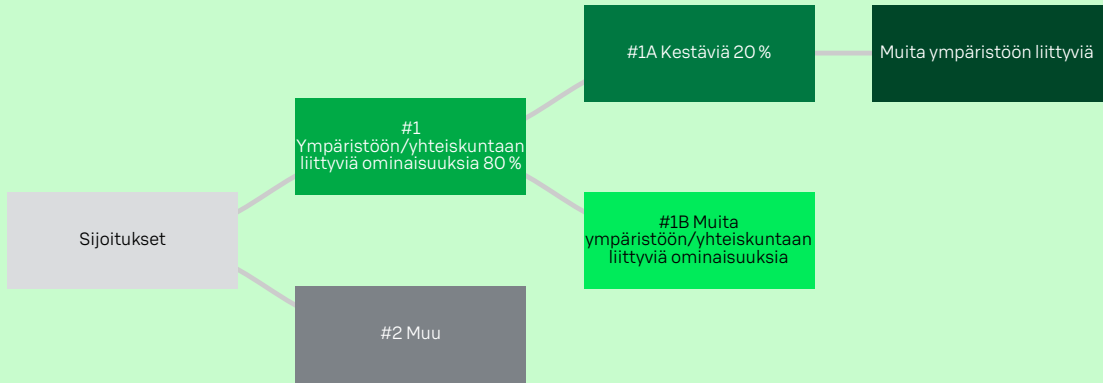 #1A Kestäviä 20 %
Muita ympäristöön liittyviä
#1
Ympäristöön/yhteiskuntaan
liittyviä ominaisuuksia 80 %
Sijoitukset
#1B Muita
ympäristöön/yhteiskuntaan
liittyviä ominaisuuksia
#2 Muu